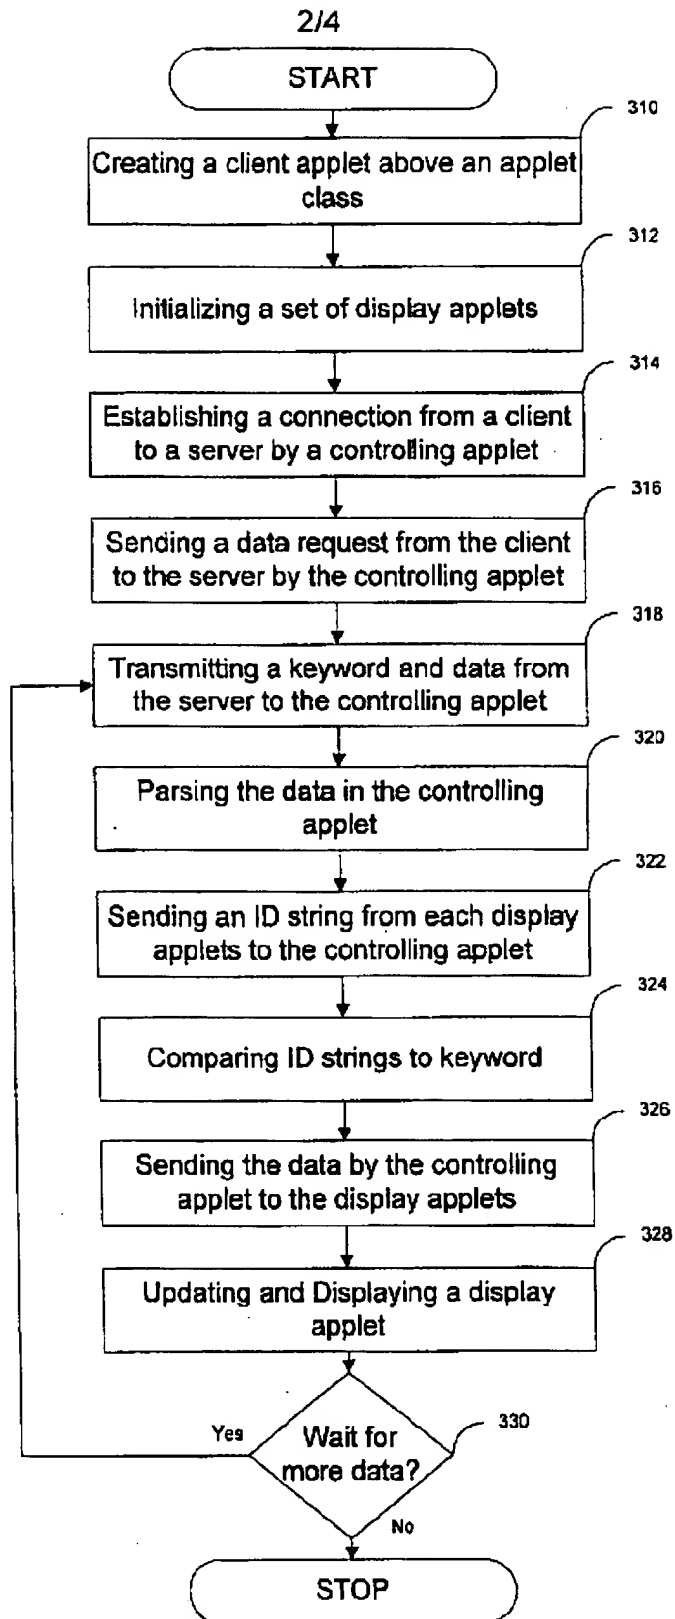 2/4
START
310
Creating a client applet above an applet
class
312
Initializing a set of display applets
314
Establishing a connection from a client
to a server by a controlling applet
316
Sending a data request from the client
to the server by the controlling applet
318
Transmitting a keyword and data from
the server to the controlling applet
320
Parsing the data in the controlling
applet
322
Sending an ID string from each display
applets to the controlling applet
324
Comparing ID strings to keyword
326
Sending the data by the controlling
applet to the display applets
328
Updating and Displaying a display
applet
330
Yes
Wait for
more data?
No
STOP